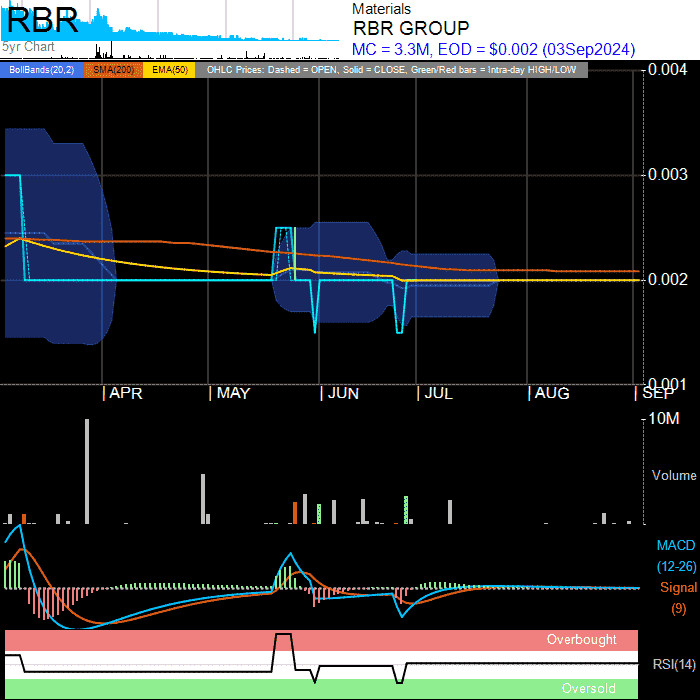 RBR
5yr Chart
Materials
RBR GROUP
MC = 3.3M, EOD = $0.002 (03Sep2024)
BollBands(20,2) SMA(200) EMA(50) OHLC Prices: Dashed = OPEN, Solid = CLOSE, Green/Red bars = Intra-day HIGH/LOW
0.004
0.003
0.002
0.001
| APR | MAY | JUN | JUL | AUG | SEP
10M
Volume
MACD
(12-26)
Signal
(9)
Overbought
RSI(14)
Oversold